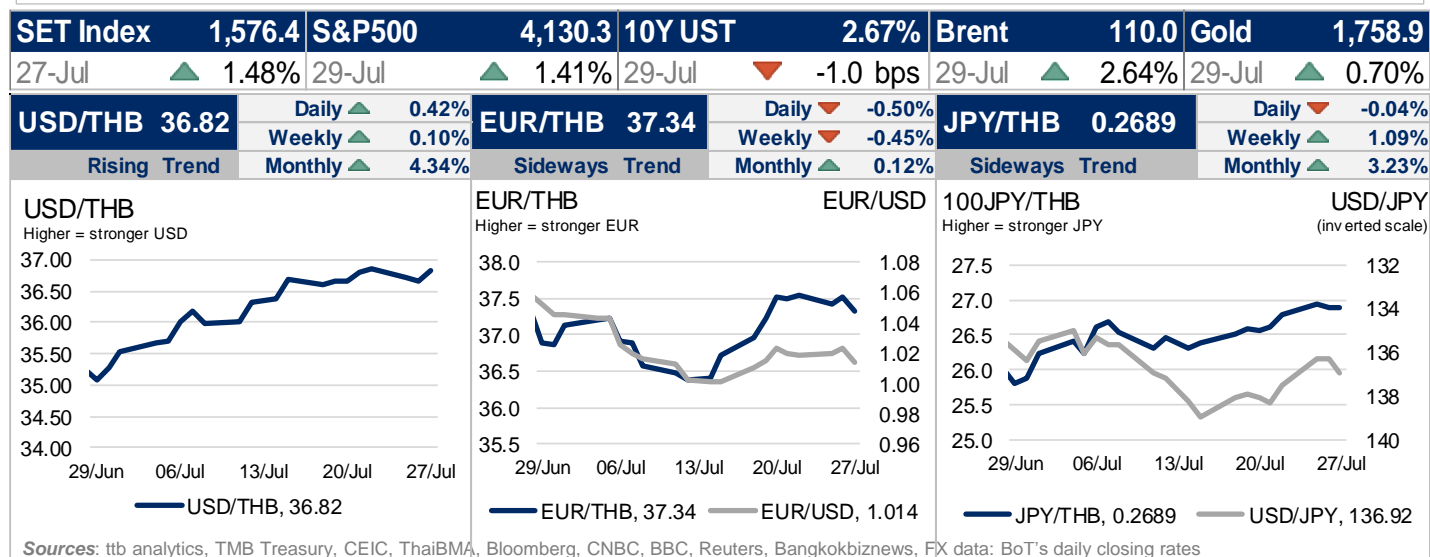 SET Index 1,576.4 S&P500 4,130.3 10Y UST 2.67% Brent 110.0 Gold 1,758.9
27-Jul 1.48% 29-Jul 1.41% 29-Jul -1.0 bps 29-Jul 2.64% 29-Jul 0.70%
USD/THB 36.82
Rising Trend
Daily 0.42%
Weekly 0.10%
Monthly 4.34%
EUR/THB 37.34
Sideways Trend
Daily -0.50%
Weekly -0.45%
Monthly 0.12%
JPY/THB 0.2689
Sideways Trend
Daily -0.04%
Weekly 1.09%
Monthly 3.23%
USD/THB
Higher = stronger USD
37.00
36.50
36.00
35.50
35.00
34.50
34.00
29/Jun 06/Jul 13/Jul 20/Jul 27/Jul
USD/THB, 36.82
EUR/THB EUR/USD
Higher = stronger EUR
38.0 1.08
37.5 1.06
37.0 1.04
36.5 1.02
36.0 1.00
35.5 0.98
0.96
29/Jun 06/Jul 13/Jul 20/Jul 27/Jul
EUR/THB, 37.34 EUR/USD, 1.014
100JPY/THB USD/JPY
Higher = stronger JPY (inverted scale)
27.5 132
27.0 134
26.5 136
26.0 138
25.5 140
25.0
29/Jun 06/Jul 13/Jul 20/Jul 27/Jul
JPY/THB, 0.2689 USD/JPY, 136.92
Sources: ttb analytics, TMB Treasury, CEIC, ThaiBMA, Bloomberg, CNBC, BBC, Reuters, Bangkokbiznews, FX data: BoT's daily closing rates